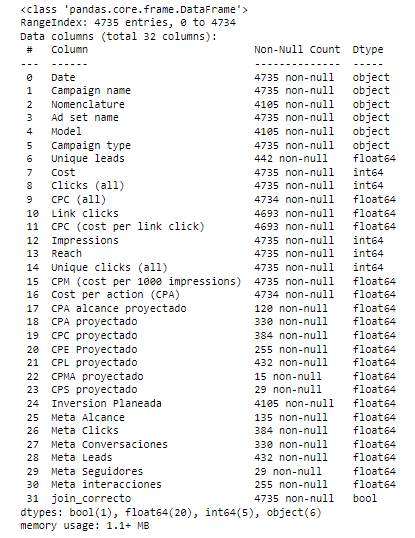 <class 'pandas.core.frame.DataFrame'>
RangeIndex: 4735 entries, 0 to 4734
Data columns (total 32 columns):
 #   Column                        Non-Null Count  Dtype
---  ------                        --------------  -----
 0   Date                          4735 non-null   object
 1   Campaign name                 4735 non-null   object
 2   Nomenclature                  4105 non-null   object
 3   Ad set name                   4735 non-null   object
 4   Model                         4105 non-null   object
 5   Campaign type                 4735 non-null   object
 6   Unique leads                  442 non-null    float64
 7   Cost                          4735 non-null   int64
 8   Clicks (all)                  4735 non-null   int64
 9   CPC (all)                     4734 non-null   float64
 10  Link clicks                   4693 non-null   float64
 11  CPC (cost per link click)     4693 non-null   float64
 12  Impressions                   4735 non-null   int64
 13  Reach                         4735 non-null   int64
 14  Unique clicks (all)           4735 non-null   int64
 15  CPM (cost per 1000 impressions)  4735 non-null   float64
 16  Cost per action (CPA)         4734 non-null   float64
 17  CPA alcance proyectado        120 non-null    float64
 18  CPA proyectado                330 non-null    float64
 19  CPC proyectado                384 non-null    float64
 20  CPE Proyectado                255 non-null    float64
 21  CPL proyectado                432 non-null    float64
 22  CPMA proyectado               15 non-null     float64
 23  CPS proyectado                29 non-null     float64
 24  Inversion Planeada            4105 non-null   float64
 25  Meta Alcance                  135 non-null    float64
 26  Meta Clicks                   384 non-null    float64
 27  Meta Conversaciones           330 non-null    float64
 28  Meta Leads                    432 non-null    float64
 29  Meta Seguidores               29 non-null     float64
 30  Meta interacciones            255 non-null    float64
 31  join_correcto                 4735 non-null   bool
dtypes: bool(1), float64(20), int64(5), object(6)
memory usage: 1.1+ MB